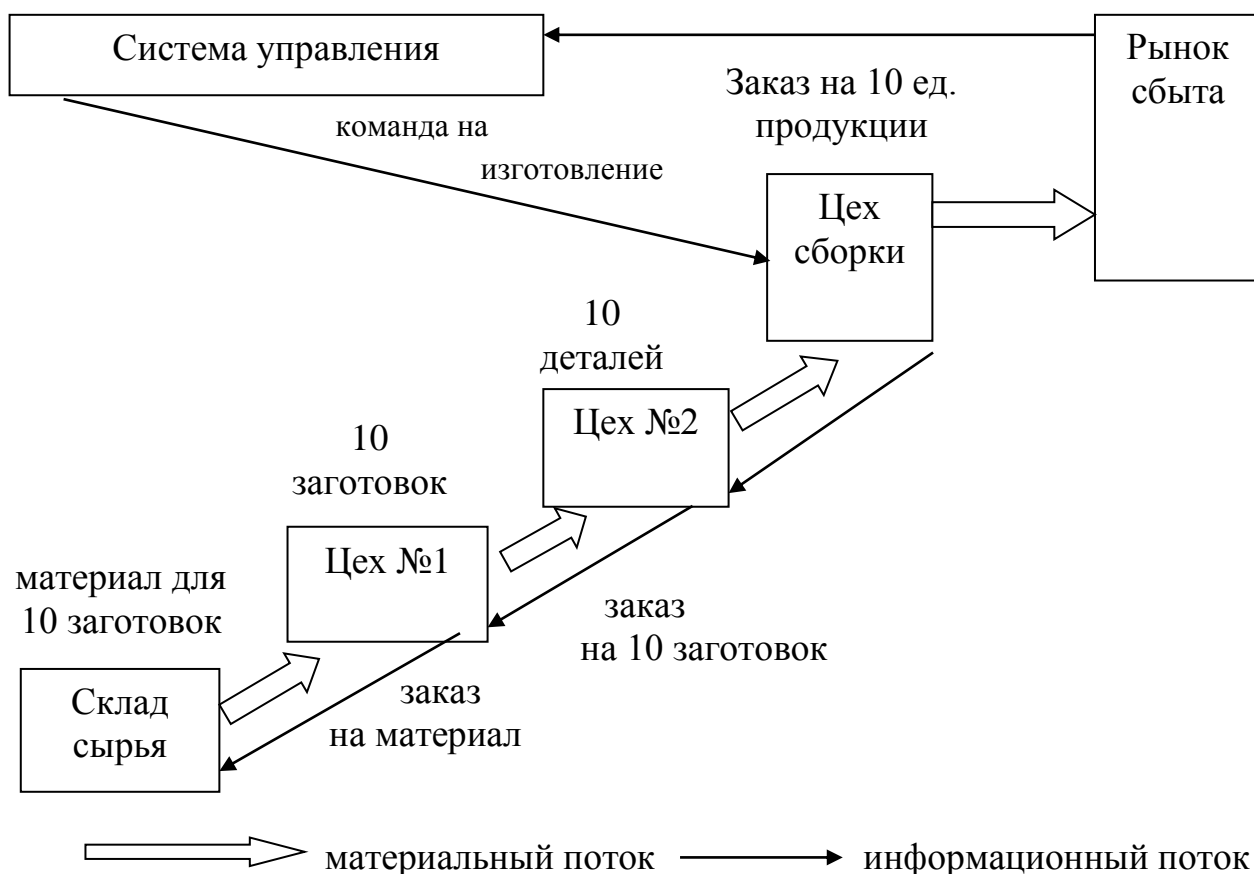 Система управления
Рынок
сбыта
Заказ на 10 ед.
продукции
команда на
изготовление
Цех
сборки
10
деталей
Цех №2
10
заготовок
Цех №1
материал для
10 заготовок
заказ
на 10 заготовок
Склад
сырья
заказ
на материал
материальный поток
информационный поток